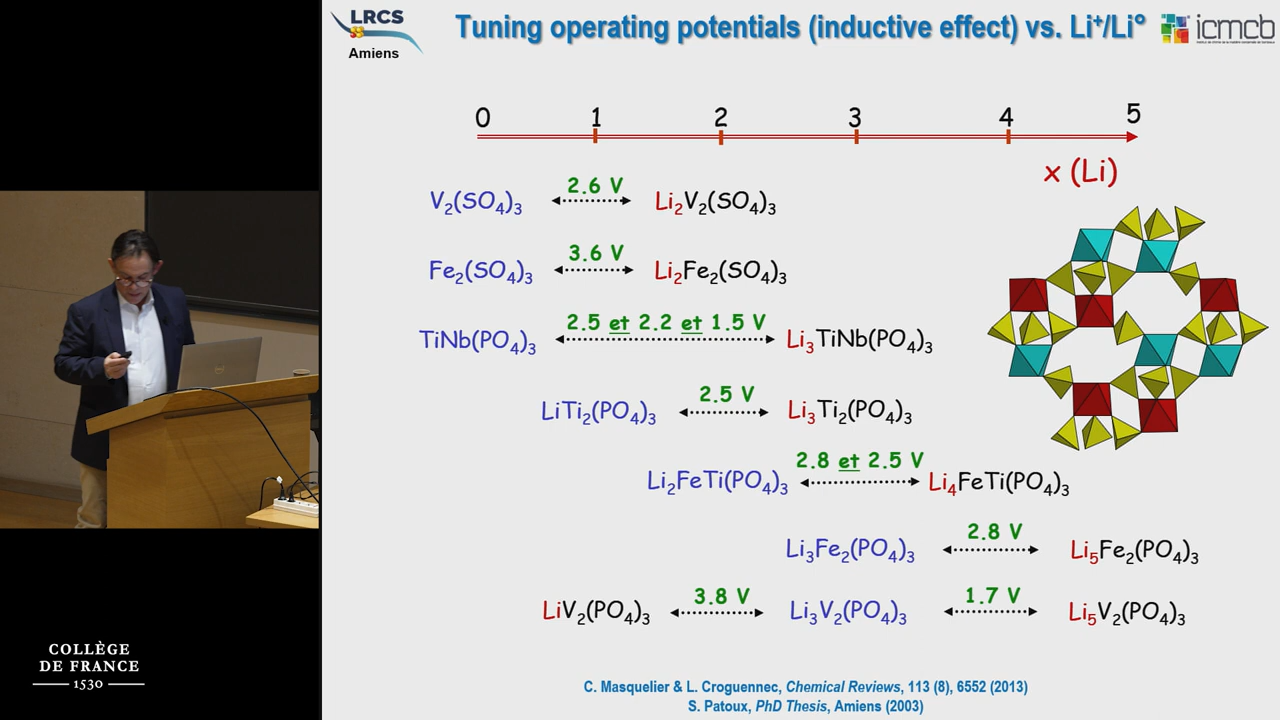 LRCS
Amiens
Tuning operating potentials (inductive effect) vs. Li⁺/Li°
icmcb
0 1 2 3 4 5
x (Li)
V₂(SO₄)₃ 2.6 V Li₂V₂(SO₄)₃
Fe₂(SO₄)₃ 3.6 V Li₂Fe₂(SO₄)₃
TiNb(PO₄)₃ 2.5 et 2.2 et 1.5 V Li₃TiNb(PO₄)₃
LiTi₂(PO₄)₃ 2.5 V Li₃Ti₂(PO₄)₃
Li₂FeTi(PO₄)₃ 2.8 et 2.5 V Li₄FeTi(PO₄)₃
Li₃Fe₂(PO₄)₃ 2.8 V Li₅Fe₂(PO₄)₃
LiV₂(PO₄)₃ 3.8 V Li₃V₂(PO₄)₃ 1.7 V Li₅V₂(PO₄)₃
C. Masquelier & L. Croguennec, Chemical Reviews, 113 (8), 6552 (2013)
S. Patoux, PhD Thesis, Amiens (2003)
COLLÈGE
DE FRANCE
1530